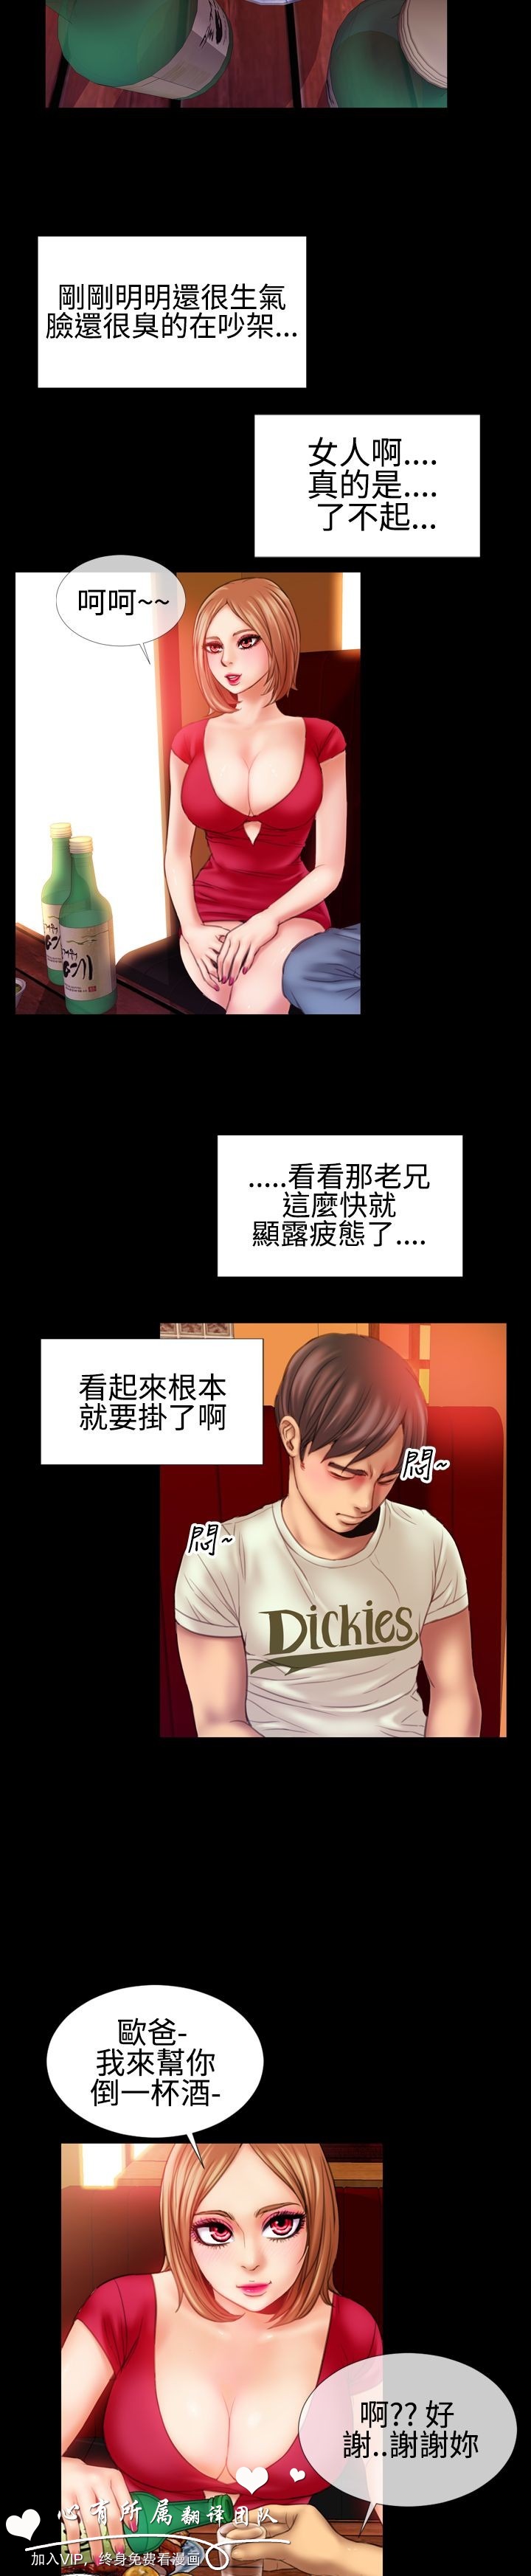 剛剛明明還很生氣
臉還很臭的在吵架...
女人啊....
真的是....
了不起...
呵呵~~
.....看看那老兄
這麼快就
顯露疲態了....
看起來根本
就要掛了啊
悶~
悶~
Dickies
歐爸-
我來幫你
倒一杯酒-
啊?? 好
謝..謝謝妳
心有所属翻译团队
加入VIP，终身免费看漫画